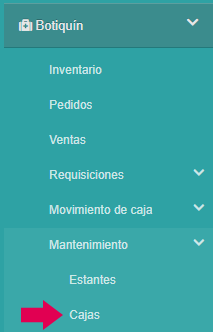 Botiquín
Inventario
Pedidos
Ventas
Requisiciones
Movimiento de caja
Mantenimiento
Estantes
Cajas